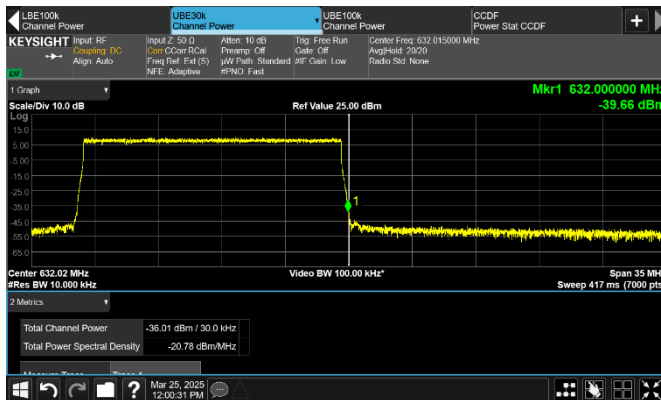 LBE100k
Channel Power
UBE30k
Channel Power
UBE100k
Channel Power
CCDF
Power Stat CCDF
KEYSIGHT
Input: RF
Coupling: DC
Align: Auto
Input Z: 50 Ω
Corr CCorr RCal
Freq Ref: Ext (S)
NFE: Adaptive
Atten: 10 dB
Preamp: Off
µW Path: Standard
#PNO: Fast
Trig: Free Run
Gate: Off
#IF Gain: Low
Center Freq: 632.015000 MHz
Avg|Hold: 20/20
Radio Std: None
1 Graph
Mkr1 632.000000 MHz
-39.66 dBm
Scale/Div 10.0 dB
Ref Value 25.00 dBm
Log
15.0
5.00
-5.00
-15.0
-25.0
-35.0
-45.0
-55.0
-65.0
1
Center 632.02 MHz
Video BW 100.00 kHz*
Span 35 MH
#Res BW 10.000 kHz
Sweep 417 ms (7000 pts
2 Metrics
Total Channel Power
-36.01 dBm / 30.0 kHz
Total Power Spectral Density
-20.78 dBm/MHz
?
Mar 25, 2025
12:00:31 PM